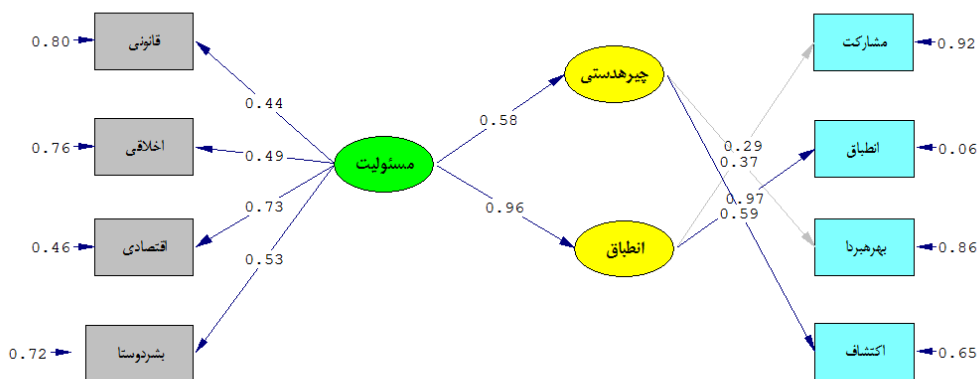 قانونی
0.80
مشارکت
0.92
چیرهدستی
0.44
0.58
اخلاقی
0.76
0.49
مسئولیت
0.29
0.37
انطباق
0.06
0.73
0.96
0.97
0.59
اقتصادی
0.46
0.53
انطباق
بهرهبردا
0.86
بشردوستا
0.72
اکتشاف
0.65